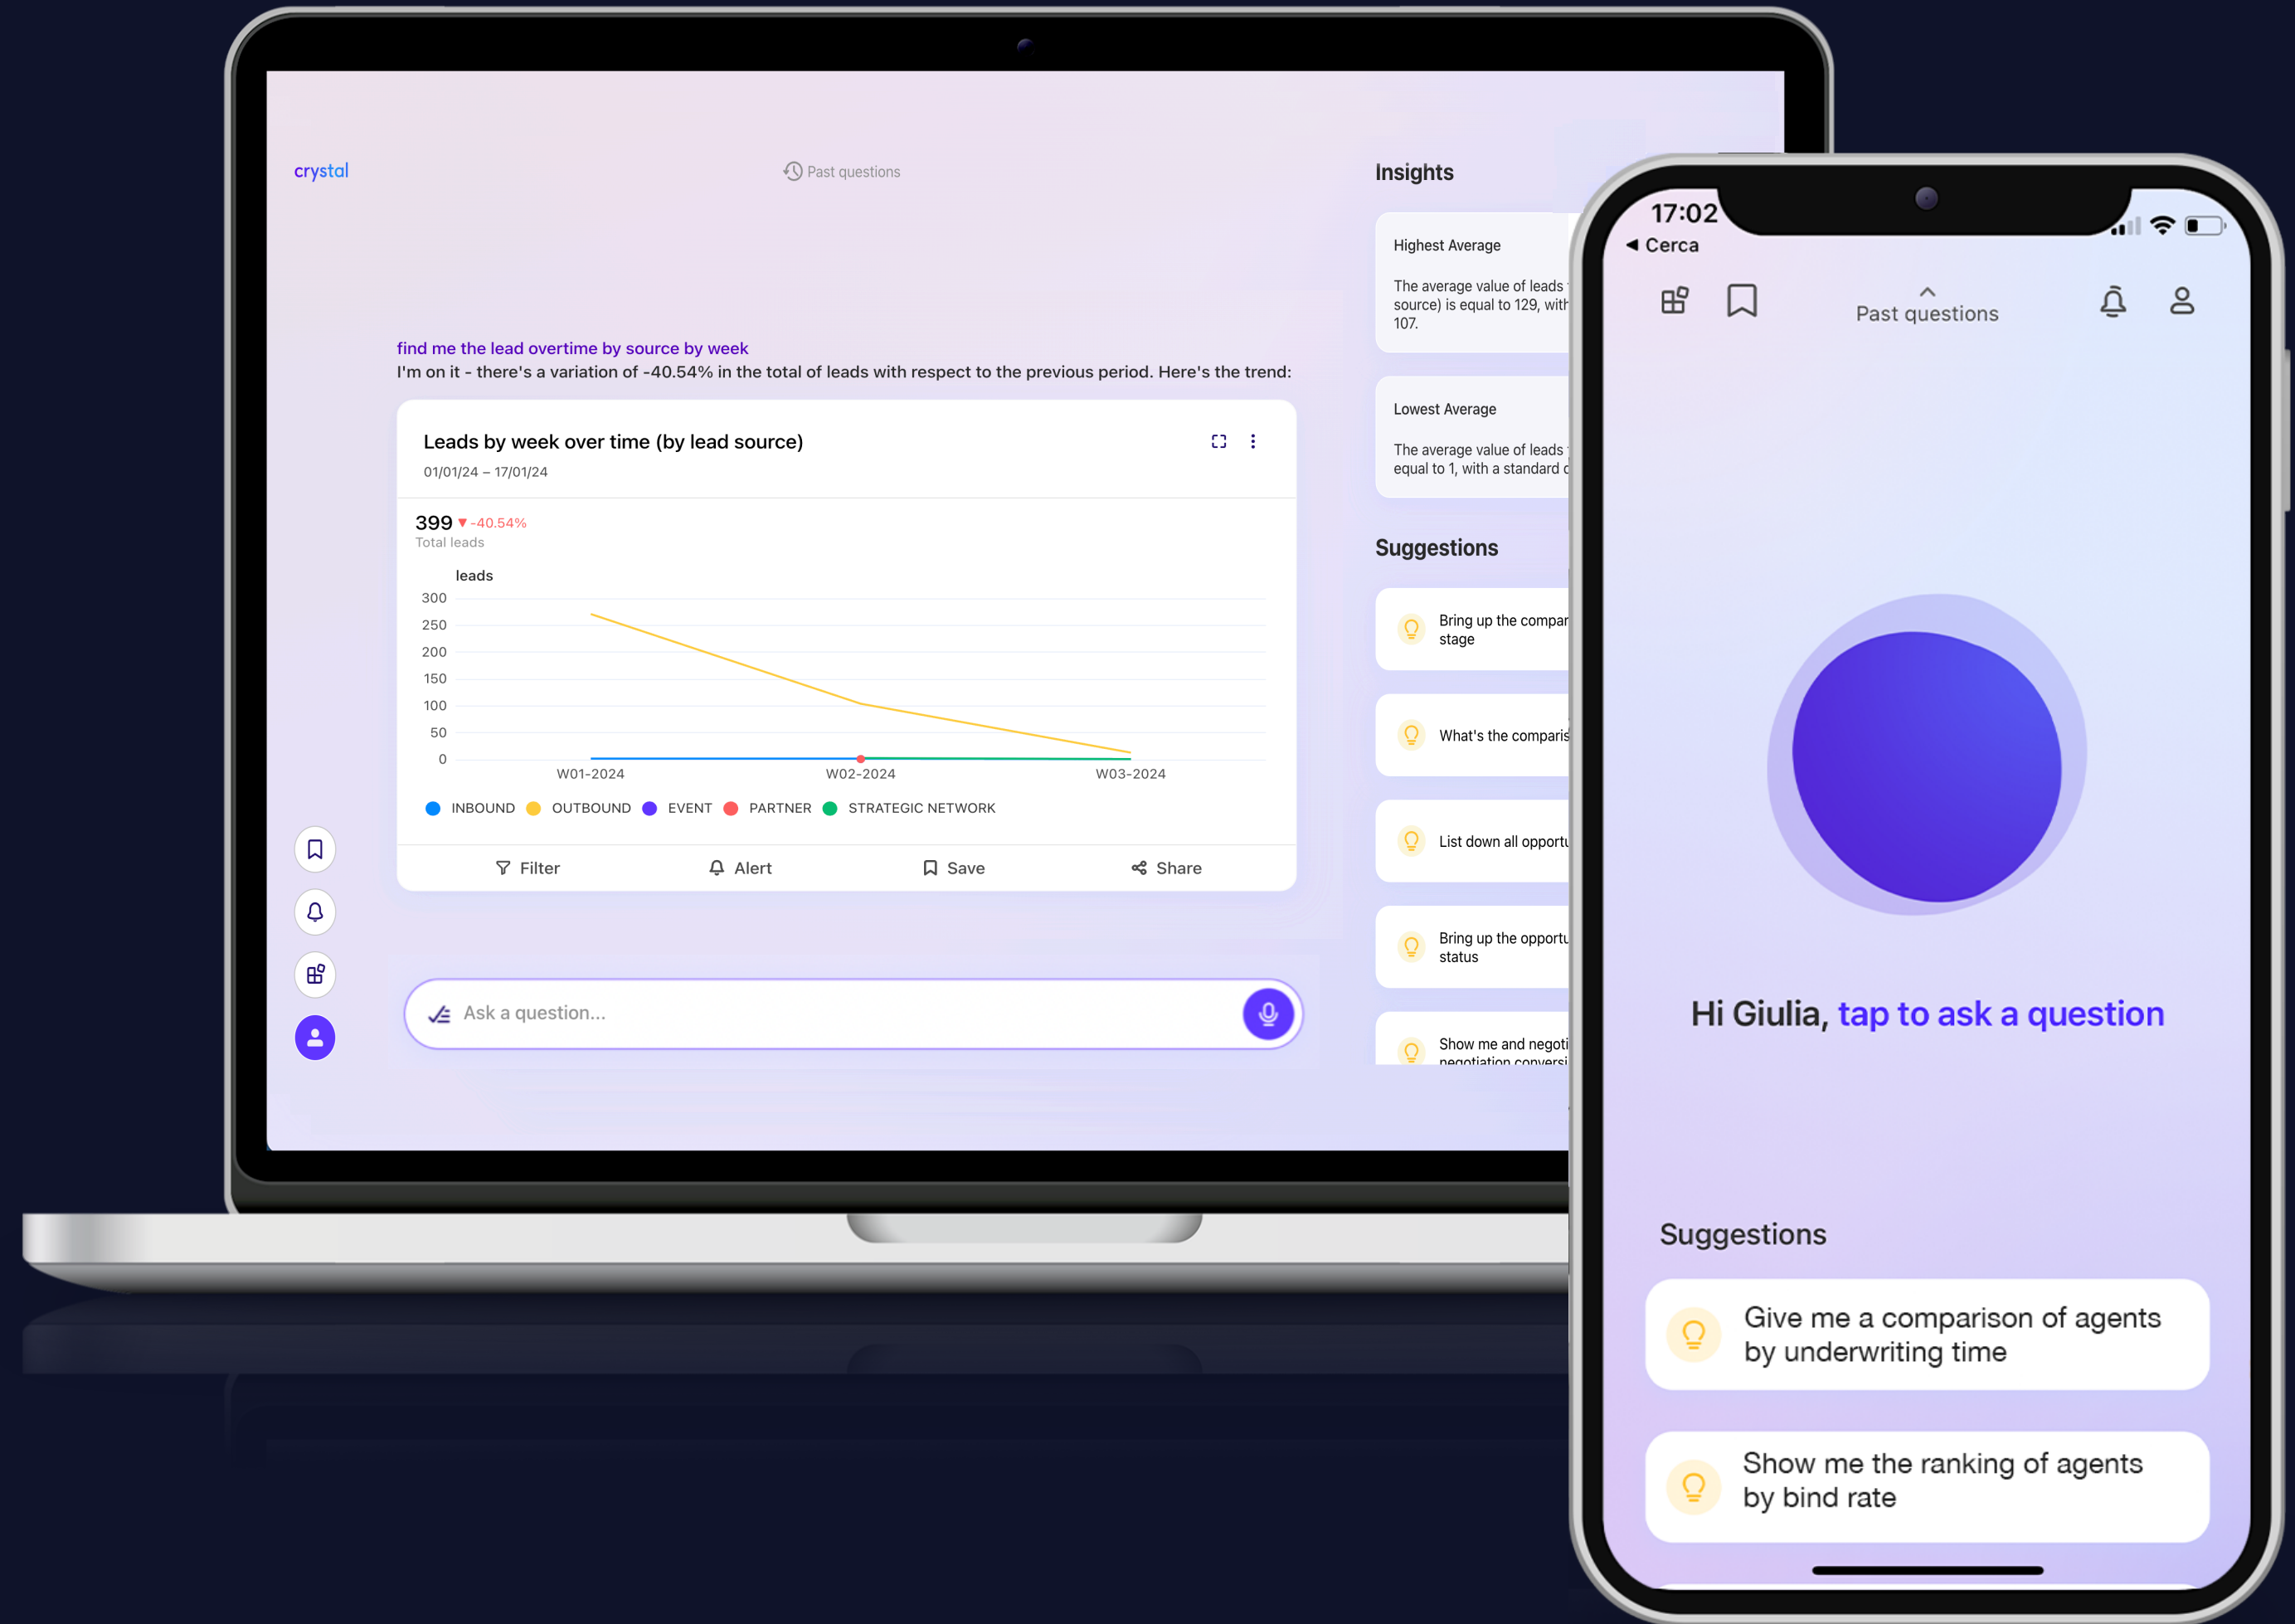 crystal
Past questions
find me the lead overtime by source by week
I'm on it - there's a variation of -40.54% in the total of leads with respect to the previous period. Here's the trend:
Leads by week over time (by lead source)
01/01/24 – 17/01/24
399 ▼ -40.54%
Total leads
leads
300
250
200
150
100
50
0
W01-2024 W02-2024 W03-2024
INBOUND OUTBOUND EVENT PARTNER STRATEGIC NETWORK
Filter Alert Save Share
Ask a question...
Insights
Highest Average
The average value of leads
source) is equal to 129, with
107.
Lowest Average
The average value of leads
equal to 1, with a standard
Suggestions
Bring up the
stage
What's the
List down all
Bring up the
status
Show me and
negotiation
17:02
◀ Cerca
Past questions
Hi Giulia, tap to ask a question
Suggestions
Give me a comparison of agents
by underwriting time
Show me the ranking of agents
by bind rate